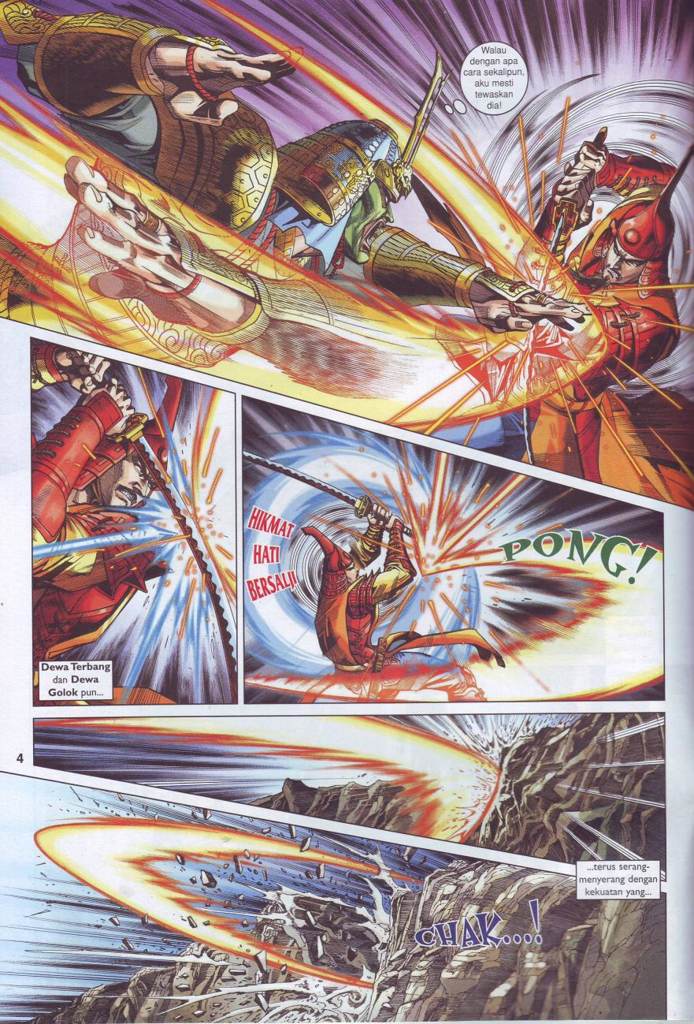 Walau
dengan apa
cara sekalipun,
aku mesti
tewaskan
dia!
Dewa Terbang
dan Dewa
Golok pun...
HIKMAT
HATI
BERSALJI
PONG!
4
...terus serang-
menyerang dengan
kekuatan yang...
CHAK...!